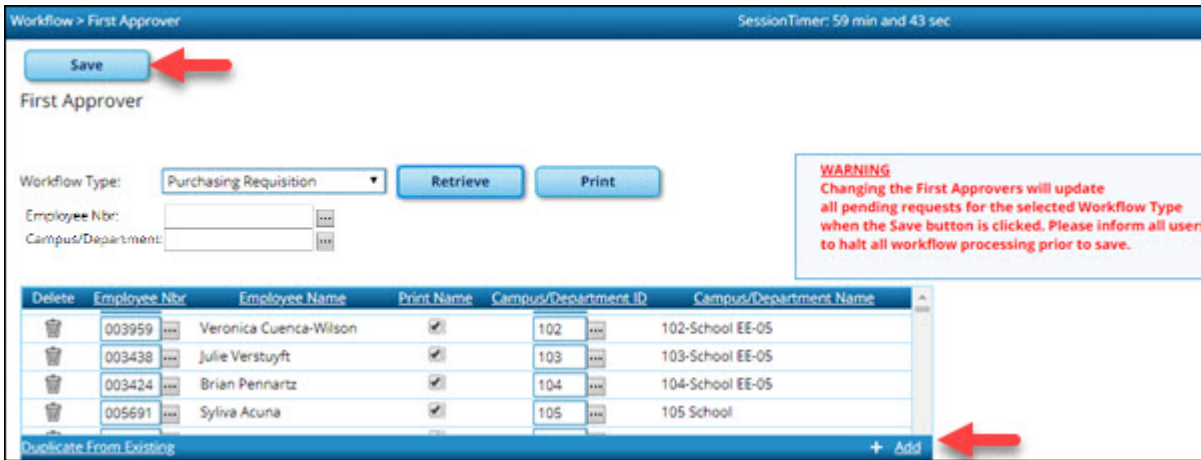 Workflow > First Approver SessionTimer: 59 min and 43 sec
Save
First Approver
Workflow Type: Purchasing Requisition Retrieve Print
Employee Nbr:
Campus/Department:
WARNING
Changing the First Approvers will update
all pending requests for the selected Workflow Type
when the Save button is clicked. Please inform all users
to halt all workflow processing prior to save.
Delete Employee Nbr Employee Name Print Name Campus/Department ID Campus/Department Name
003959 ... Veronica Cuenca-Wilson 102 ... 102-School EE-05
003438 ... Julie Verstuyft 103 ... 103-School EE-05
003424 ... Brian Pennartz 104 ... 104-School EE-05
005691 ... Syliva Acuna 105 ... 105 School
Duplicate From Existing + Add